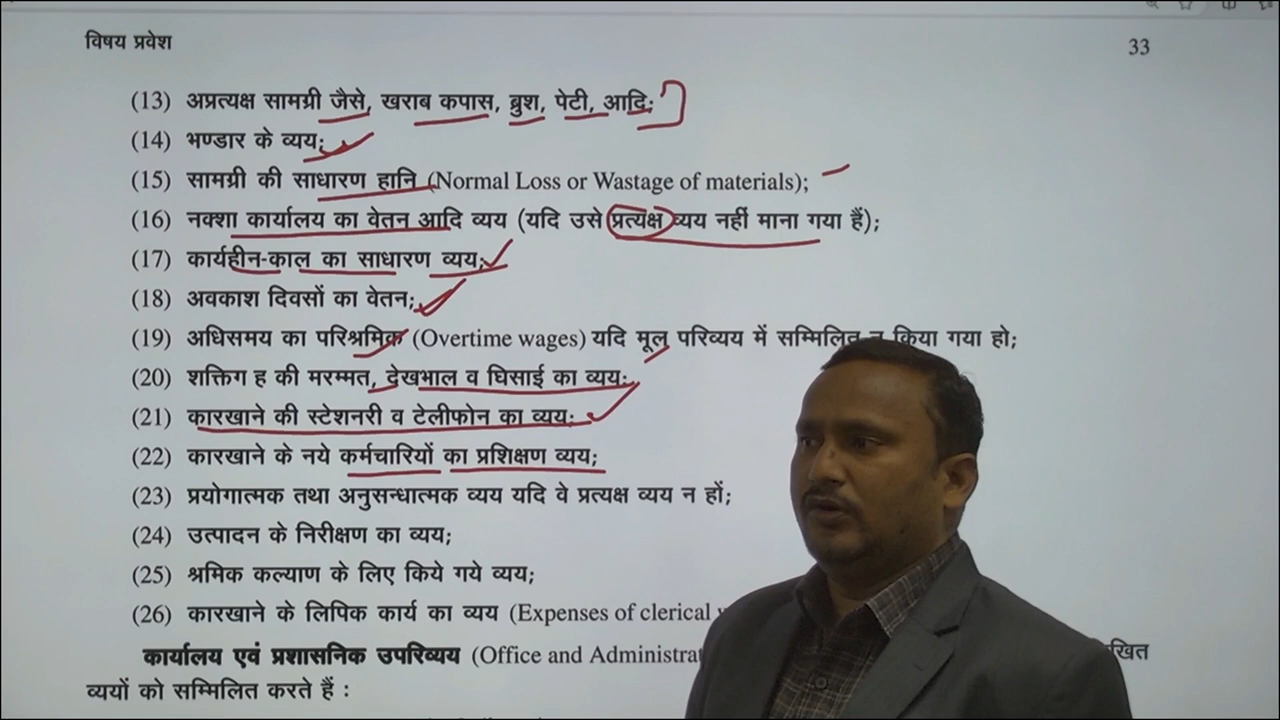 विषय प्रवेश 33
(13) अप्रत्यक्ष सामग्री जैसे, खराब कपास, ब्रुश, पेटी, आदि;
(14) भण्डार के व्यय;
(15) सामग्री की साधारण हानि (Normal Loss or Wastage of materials);
(16) नक्शा कार्यालय का वेतन आदि व्यय (यदि उसे प्रत्यक्ष व्यय नहीं माना गया हैं);
(17) कार्यहीन-काल का साधारण व्यय;
(18) अवकाश दिवसों का वेतन;
(19) अधिसमय का परिश्रमिक (Overtime wages) यदि मूल परिव्यय में सम्मिलित न किया गया हो;
(20) शक्तिग ह की मरम्मत, देखभाल व घिसाई का व्यय;
(21) कारखाने की स्टेशनरी व टेलीफोन का व्यय;
(22) कारखाने के नये कर्मचारियों का प्रशिक्षण व्यय;
(23) प्रयोगात्मक तथा अनुसन्धात्मक व्यय यदि वे प्रत्यक्ष व्यय न हों;
(24) उत्पादन के निरीक्षण का व्यय;
(25) श्रमिक कल्याण के लिए किये गये व्यय;
(26) कारखाने के लिपिक कार्य का व्यय (Expenses of clerical
कार्यालय एवं प्रशासनिक उपरिव्यय (Office and
व्ययों को सम्मिलित करते हैं :